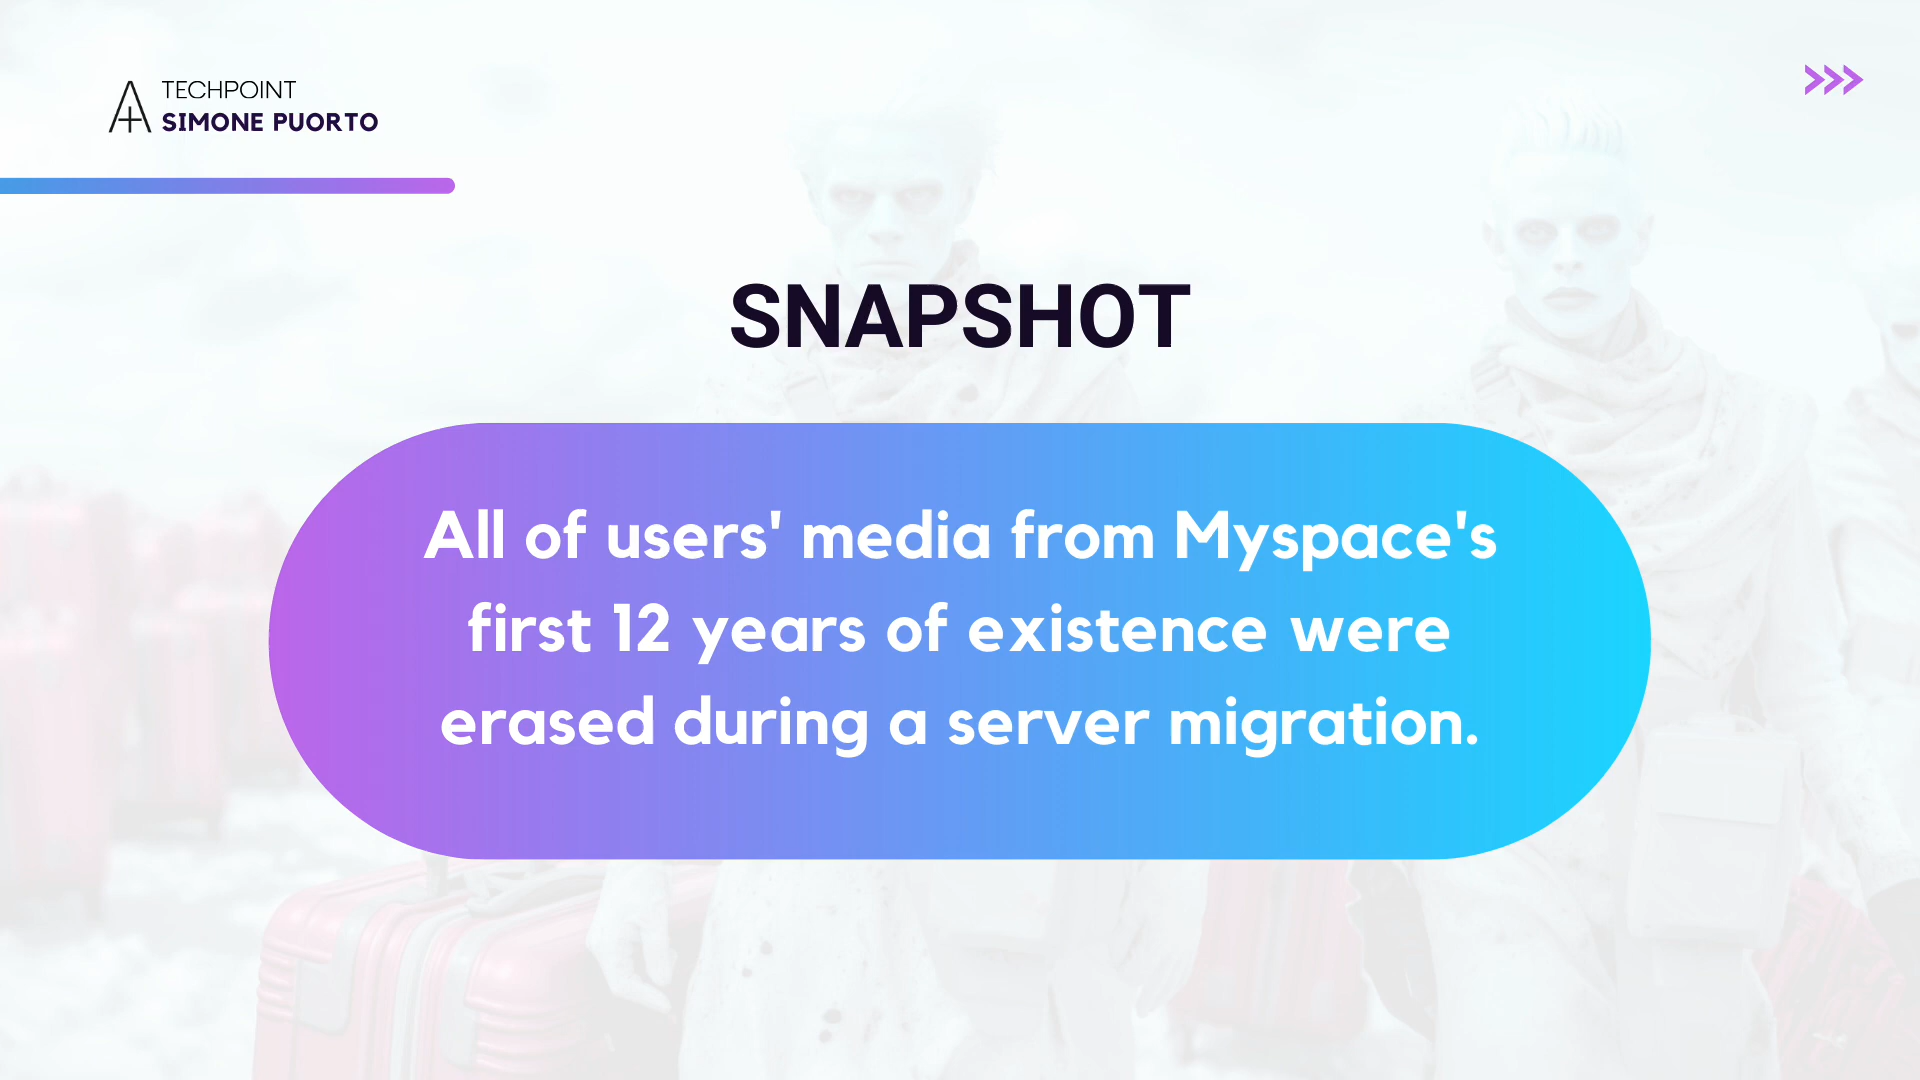 TECHPOINT
SIMONE PUORTO
SNAPSHOT
All of users' media from Myspace's
first 12 years of existence were
erased during a server migration.